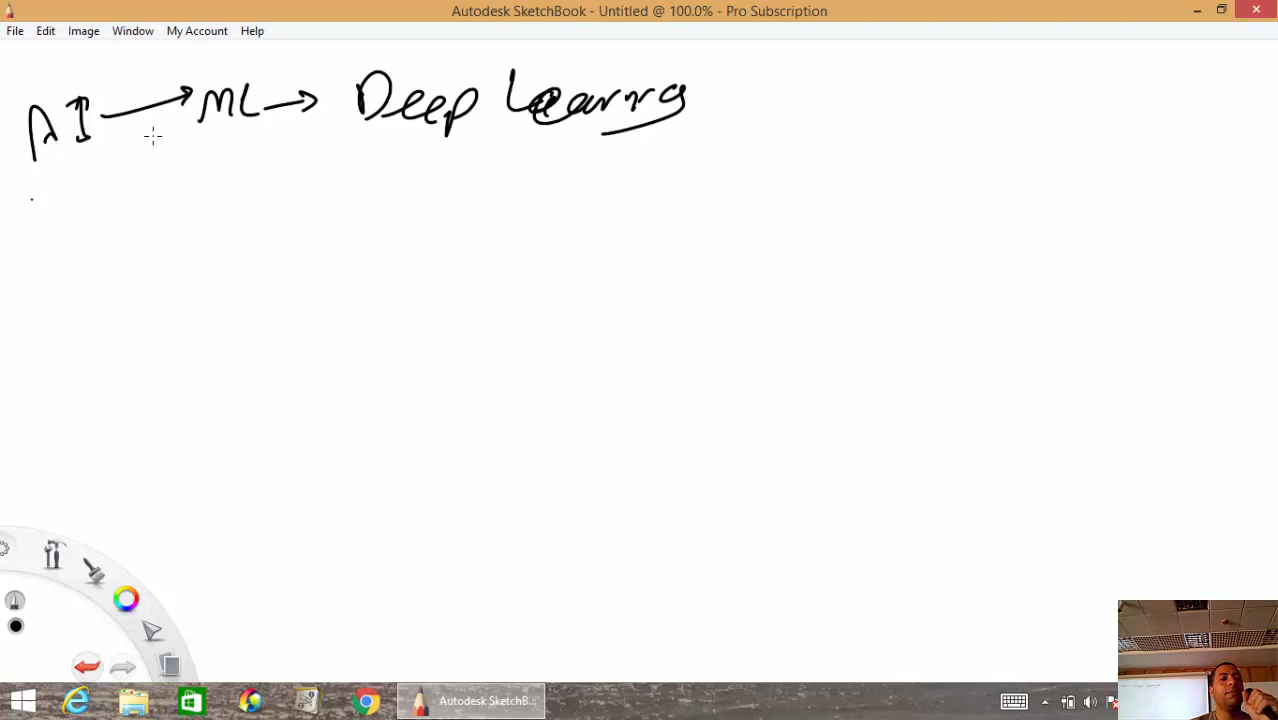 Autodesk SketchBook - Untitled @ 100.0% - Pro Subscription
File Edit Image Window My Account Help
AI → ML → Deep Learning
Autodesk SketchB...